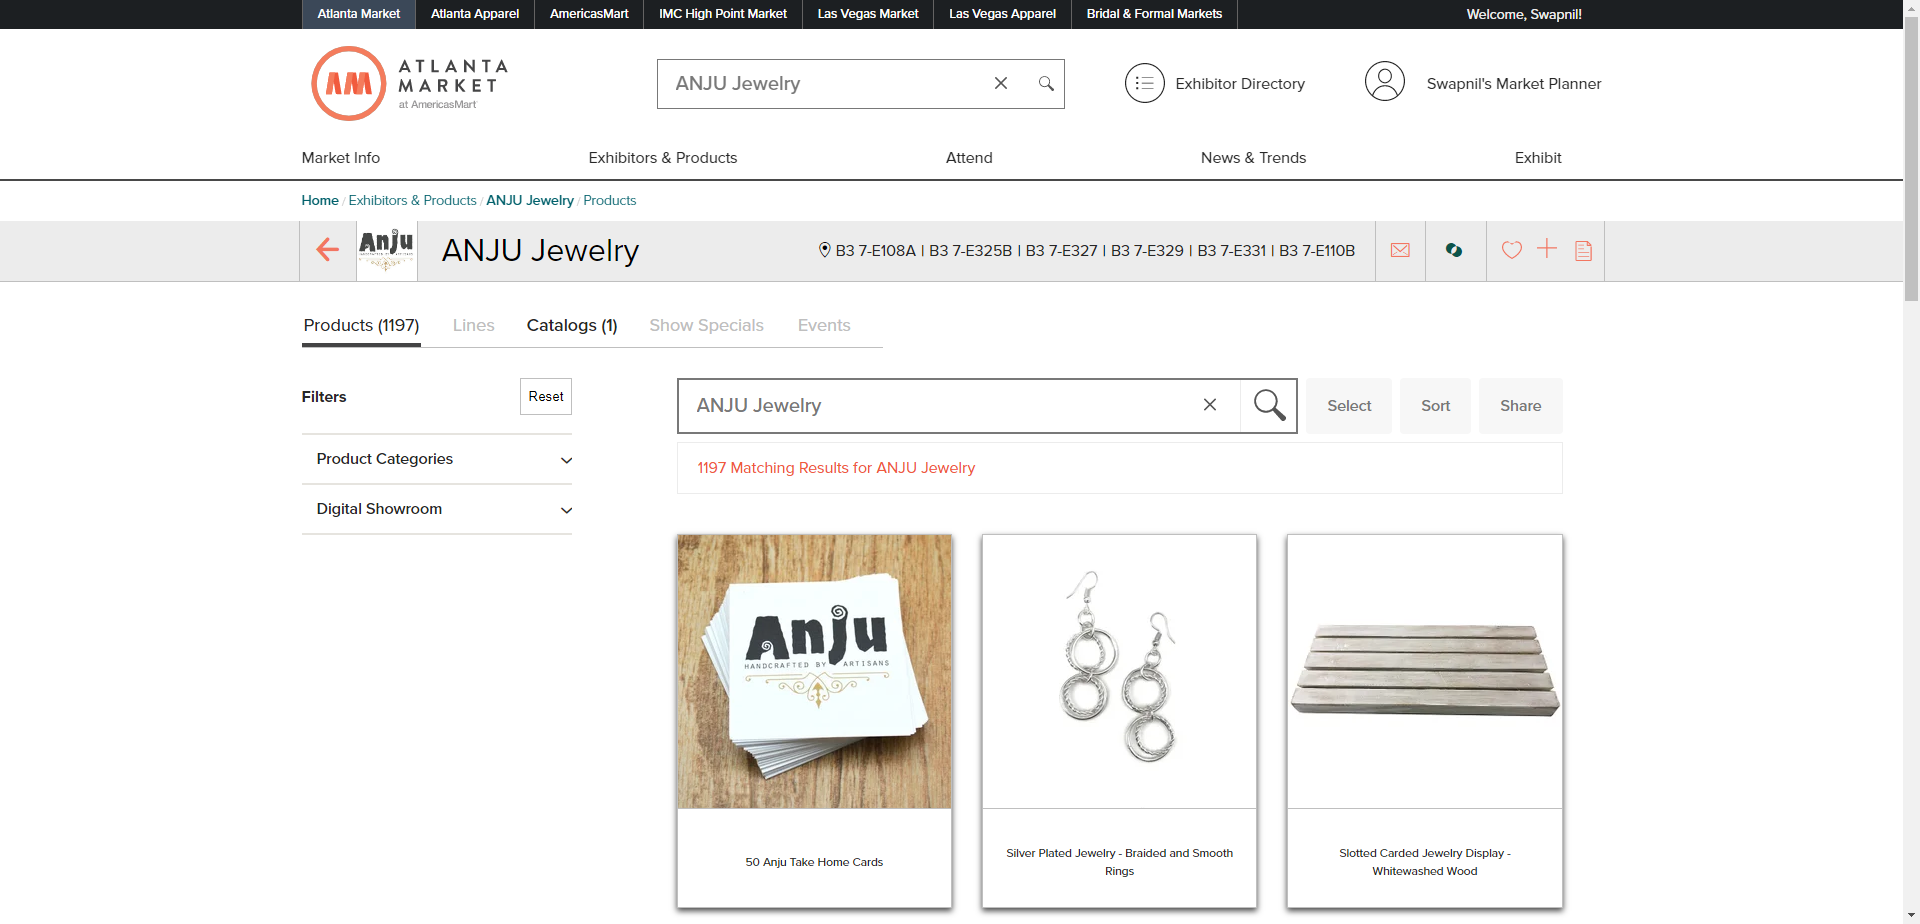 Atlanta Market
Atlanta Apparel
AmericasMart
IMC High Point Market
Las Vegas Market
Las Vegas Apparel
Bridal & Formal Markets
Welcome, Swapnil!
AM
ATLANTA
MARKET
at AmericasMart
ANJU Jewelry
Exhibitor Directory
Swapnil's Market Planner
Market Info
Exhibitors & Products
Attend
News & Trends
Exhibit
Home / Exhibitors & Products / ANJU Jewelry / Products
Anju
HANDCRAFTED BY ARTISANS
ANJU Jewelry
B3 7-E108A | B3 7-E325B | B3 7-E327 | B3 7-E329 | B3 7-E331 | B3 7-E110B
Products (1197)
Lines
Catalogs (1)
Show Specials
Events
Filters
Reset
Product Categories
Digital Showroom
ANJU Jewelry
Select
Sort
Share
1197 Matching Results for ANJU Jewelry
Anju
HANDCRAFTED BY ARTISANS
50 Anju Take Home Cards
Silver Plated Jewelry - Braided and Smooth
Rings
Slotted Carded Jewelry Display -
Whitewashed Wood